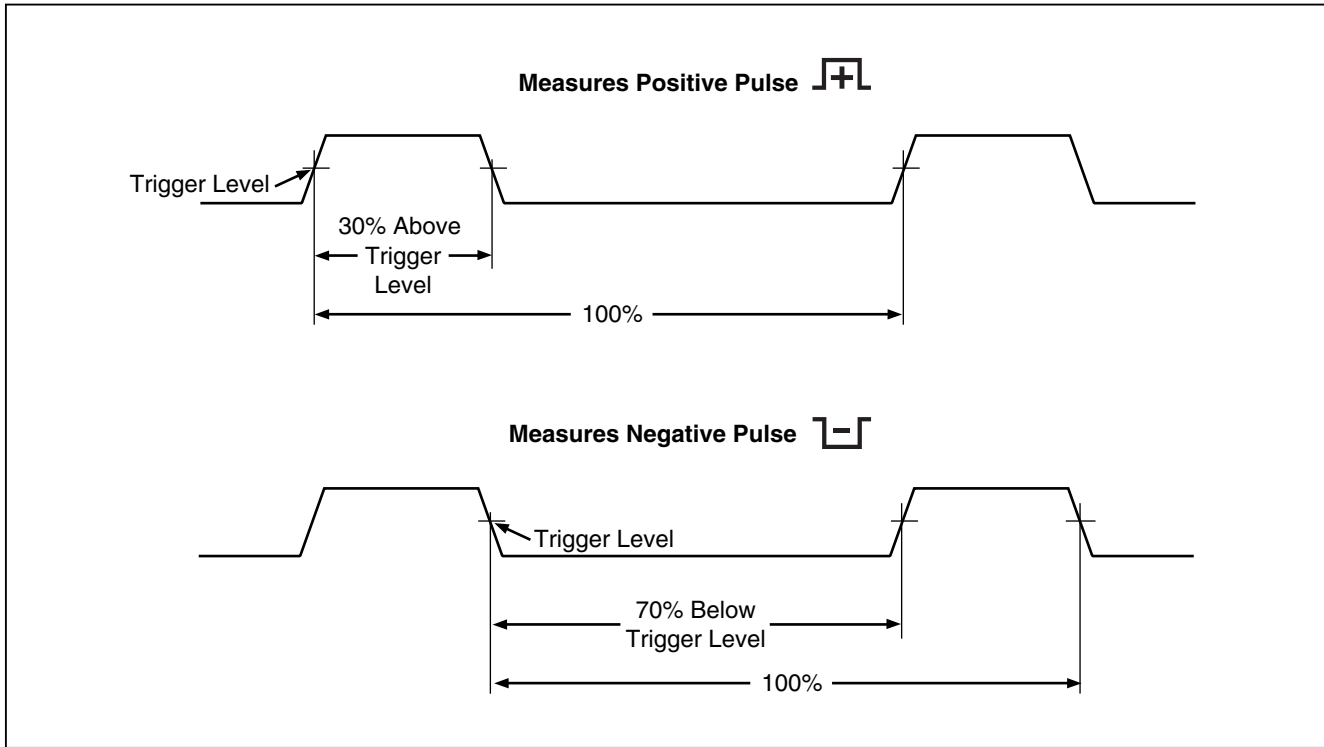 Measures Positive Pulse +
Trigger Level
30% Above
Trigger
Level
100%
Measures Negative Pulse -
Trigger Level
70% Below
Trigger Level
100%